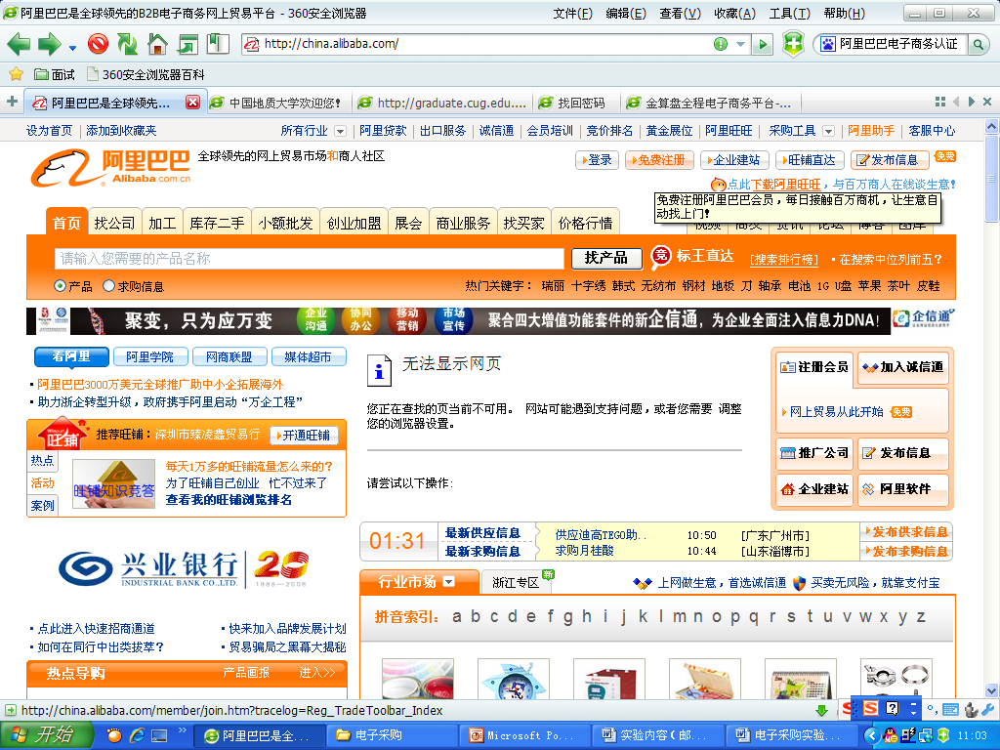 阿里巴巴是全球领先的B2B电子商务网上贸易平台 - 360安全浏览器
文件(F) 编辑(E) 查看(V) 收藏(A) 工具(T) 帮助(H)
http://china.alibaba.com/
阿里巴巴电子商务认证
面试 360安全浏览器百科
阿里巴巴是全球领先... 中国地质大学欢迎您! http://graduate.cug.edu.... 找回密码 金算盘全程电子商务平台-...
设为首页 添加到收藏夹 所有行业 阿里贷款 出口服务 诚信通 会员培训 竞价排名 黄金展位 阿里旺旺 采购工具 阿里助手 客服中心
阿里巴巴
Alibaba.com.cn
全球领先的网上贸易市场和商人社区
登录 免费注册 企业建站 旺铺直达 发布信息 免费
点此下载阿里旺旺，与百万商人在线谈生意!
免费注册阿里巴巴会员，每日接触百万商机，让生意自
动找上门!
首页 找公司 加工 库存二手 小额批发 创业加盟 展会 商业服务 找买家 价格行情
请输入您需要的产品名称 找产品 竞 标王直达 [搜索排行榜] • 在搜索中位列前五？
产品 求购信息
热门关键字： 瑞丽 十字绣 韩式 无纺布 钢材 地板 刀 轴承 电池 1G U盘 苹果 茶叶 皮鞋
聚变，只为应万变 企业沟通 协同办公 移动营销 市场宣传 聚合四大增值功能套件的新企信通，为企业全面注入信息力DNA! 企信通
看阿里 阿里学院 网商联盟 媒体超市
阿里巴巴3000万美元全球推广助中小企拓展海外
助力浙企转型升级，政府携手阿里启动“万企工程”
旺铺 推荐旺铺：深圳市臻凌鑫贸易行 开通旺铺
热点
活动
案例
旺铺知识竞答
每天1万多的旺铺流量怎么来的?
为了旺铺自己创业 忙不过来了
查看我的旺铺浏览排名
兴业银行
INDUSTRIAL BANK CO.,LTD.
20
1988—2008
点此进入快速招商通道 快来加入品牌发展计划
如何在同行中出类拔萃？ 贸易骗局之黑幕大揭秘
热点导购 产品画报 进入>>
无法显示网页
您正在查找的页当前不可用。 网站可能遇到支持问题，或者您需要 调整
您的浏览器设置。
请尝试以下操作:
注册会员 加入诚信通
网上贸易从此开始 免费
推广公司 发布信息
企业建站 阿里软件
01:31
最新供应信息 供应迪高TEGO助.. 10:50 [广东广州市] 发布供求信息
最新求购信息 求购月桂酸 10:44 [山东淄博市] 发布求购信息
行业市场 浙江专区 新 上网做生意，首选诚信通 买卖无风险，就靠支付宝
拼音索引： a b c d e f g h i j k l m n o p q r s t u v w x y z
http://china.alibaba.com/member/join.htm?tracelog=Reg_TradeToolbar_Index
开始 阿里巴巴是全... 电子采购 Microsoft Po... 实验内容(邮... 电子采购实验... 11:03